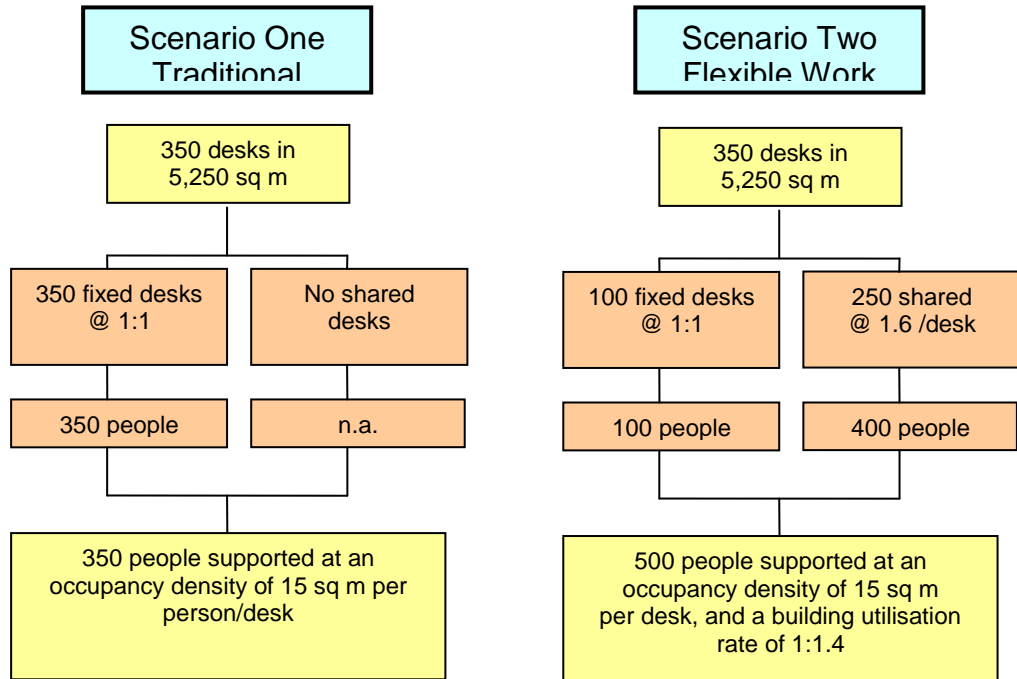 Scenario One
Traditional
350 desks in
5,250 sq m
350 fixed desks
@ 1:1
No shared
desks
350 people
n.a.
350 people supported at an
occupancy density of 15 sq m per
person/desk
Scenario Two
Flexible Work
350 desks in
5,250 sq m
100 fixed desks
@ 1:1
250 shared
@ 1.6 /desk
100 people
400 people
500 people supported at an
occupancy density of 15 sq m
per desk, and a building utilisation
rate of 1:1.4